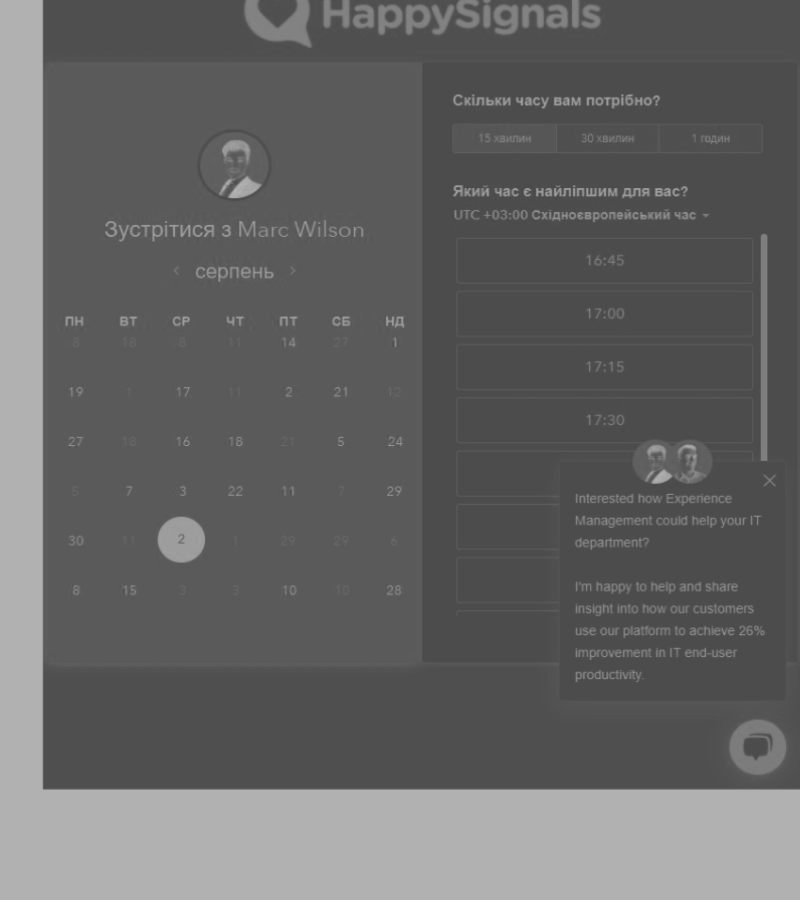 HappySignals
Зустрітися з Marc Wilson
серпень
ПН ВТ СР ЧТ ПТ СБ НД
8 18 8 11 14 27 1
19 1 17 11 2 21 12
27 18 16 18 21 5 24
5 7 3 22 11 7 29
30 11 2 1 29 29 6
8 15 3 3 10 10 28
Скільки часу вам потрібно?
15 хвилин 30 хвилин 1 годин
Який час є найліпшим для вас?
UTC +03:00 Східноєвропейський час
16:45
17:00
17:15
17:30
Interested how Experience
Management could help your IT
department?
I'm happy to help and share
insight into how our customers
use our platform to achieve 26%
improvement in IT end-user
productivity.